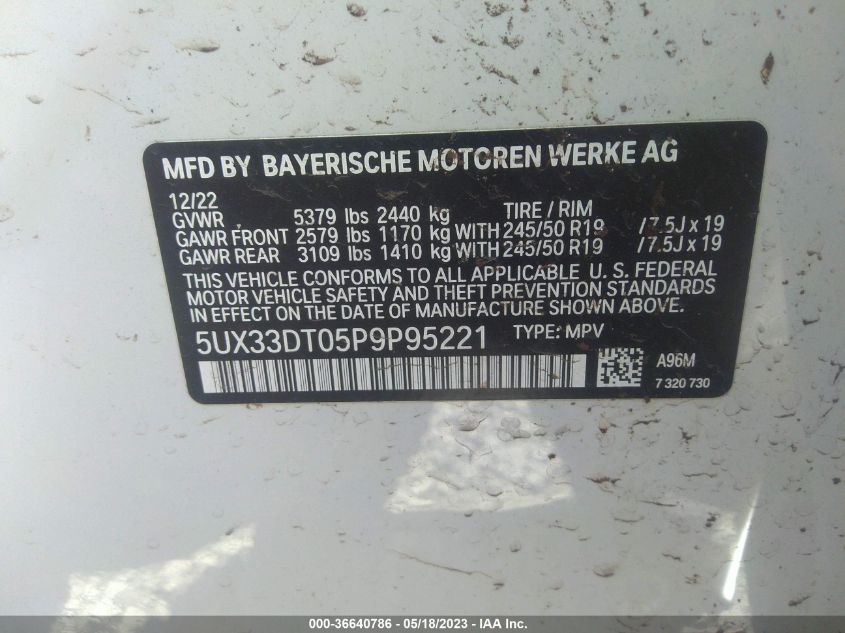 MFD BY BAYERISCHE MOTOREN WERKE AG
12/22
GVWR 5379 lbs 2440 kg TIRE / RIM
GAWR FRONT 2579 lbs 1170 kg WITH 245/50 R19 /7.5J x 19
GAWR REAR 3109 lbs 1410 kg WITH 245/50 R19 /7.5J x 19
THIS VEHICLE CONFORMS TO ALL APPLICABLE U. S. FEDERAL
MOTOR VEHICLE SAFETY AND THEFT PREVENTION STANDARDS
IN EFFECT ON THE DATE OF MANUFACTURE SHOWN ABOVE.
5UX33DT05P9P95221 TYPE: MPV
A96M
7 320 730
000-36640786 - 05/18/2023 - IAA Inc.